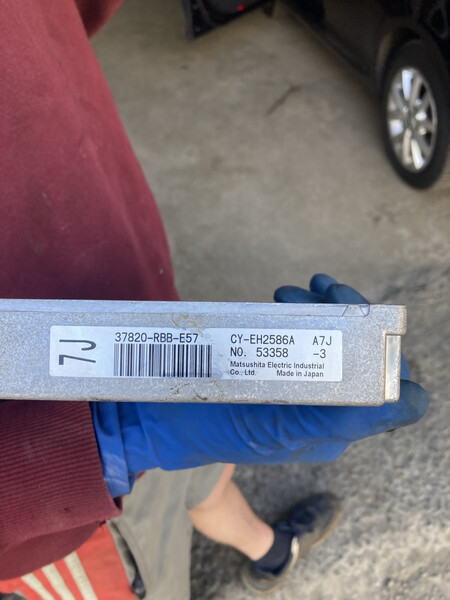 7J
37820-RBB-E57
CY-EH2586A A7J
NO. 53358 -3
Matsushita Electric Industrial
Co., Ltd. Made in Japan